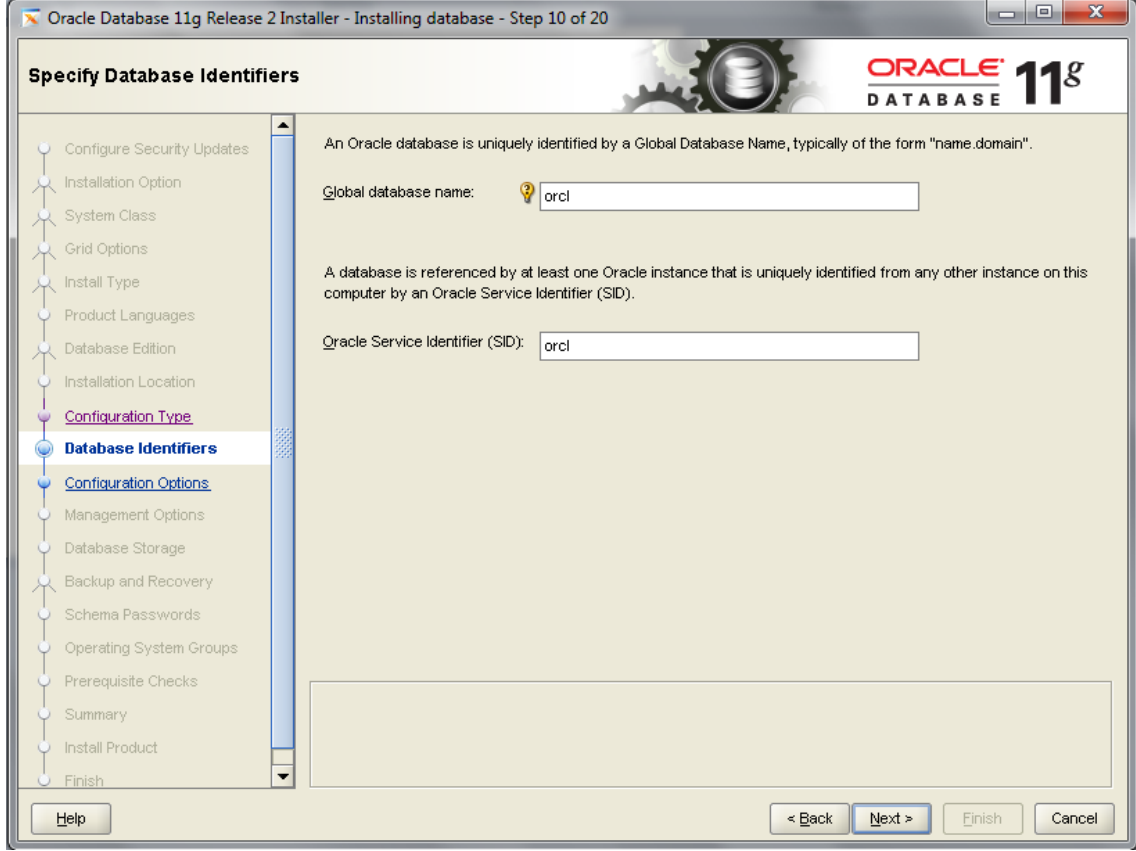 Oracle Database 11g Release 2 Installer - Installing database - Step 10 of 20
Specify Database Identifiers
ORACLE 11g
DATABASE
Configure Security Updates
Installation Option
System Class
Grid Options
Install Type
Product Languages
Database Edition
Installation Location
Configuration Type
Database Identifiers
Configuration Options
Management Options
Database Storage
Backup and Recovery
Schema Passwords
Operating System Groups
Prerequisite Checks
Summary
Install Product
Finish
An Oracle database is uniquely identified by a Global Database Name, typically of the form "name.domain".
Global database name: orcl
A database is referenced by at least one Oracle instance that is uniquely identified from any other instance on this
computer by an Oracle Service Identifier (SID).
Oracle Service Identifier (SID): orcl
Help < Back Next > Finish Cancel